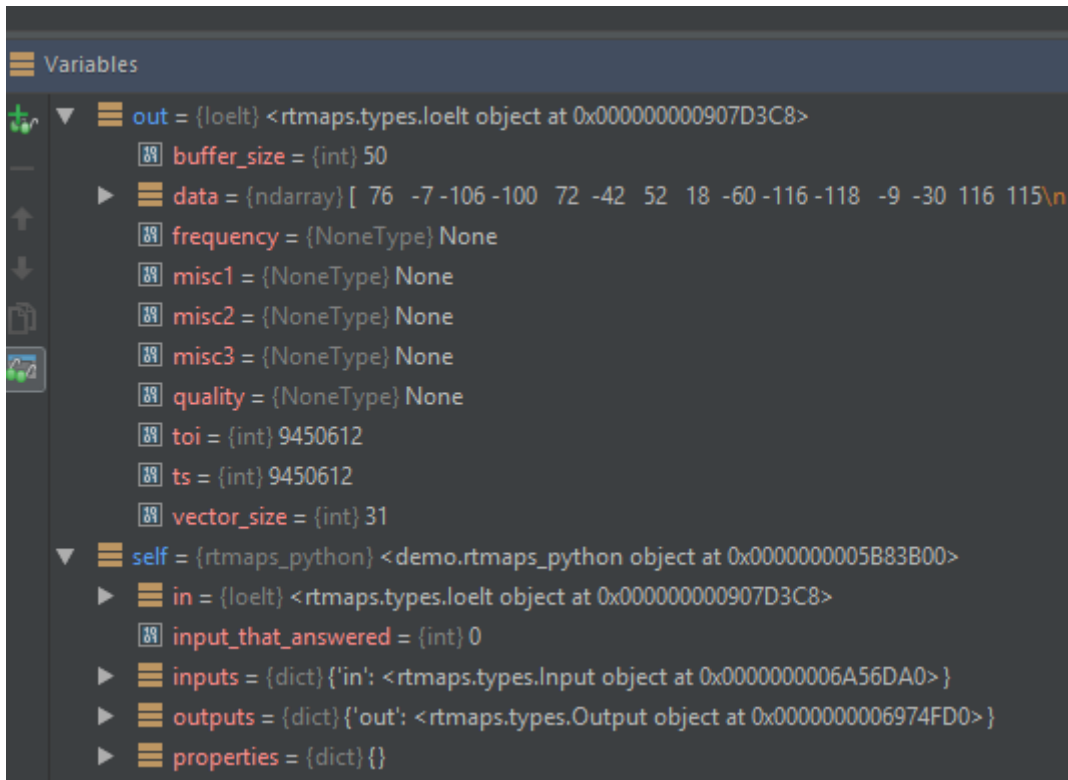 Variables
out = {Ioelt} <rtmaps.types.Ioelt object at 0x000000000907D3C8>
buffer_size = {int} 50
data = {ndarray} [ 76 -7 -106 -100 72 -42 52 18 -60 -116 -118 -9 -30 116 115\n
frequency = {NoneType} None
misc1 = {NoneType} None
misc2 = {NoneType} None
misc3 = {NoneType} None
quality = {NoneType} None
toi = {int} 9450612
ts = {int} 9450612
vector_size = {int} 31
self = {rtmaps_python} <demo.rtmaps_python object at 0x0000000005B83B00>
in = {Ioelt} <rtmaps.types.Ioelt object at 0x000000000907D3C8>
input_that_answered = {int} 0
inputs = {dict} {'in': <rtmaps.types.Input object at 0x0000000006A56DA0>}
outputs = {dict} {'out': <rtmaps.types.Output object at 0x0000000006974FD0>}
properties = {dict} {}